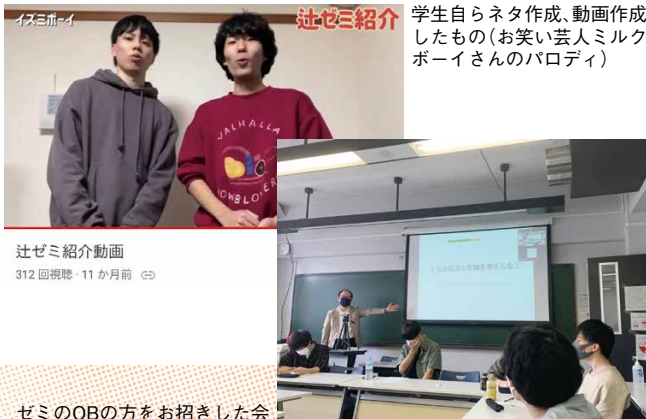 イズミボーイ
辻ゼミ紹介
学生自らネタ作成、動画作成
したもの（お笑い芸人ミルク
ボーイさんのパロディ）
VALHALLA
辻ゼミ紹介動画
312 回視聴・11 か月前
ゼミのOBの方をお招きした会